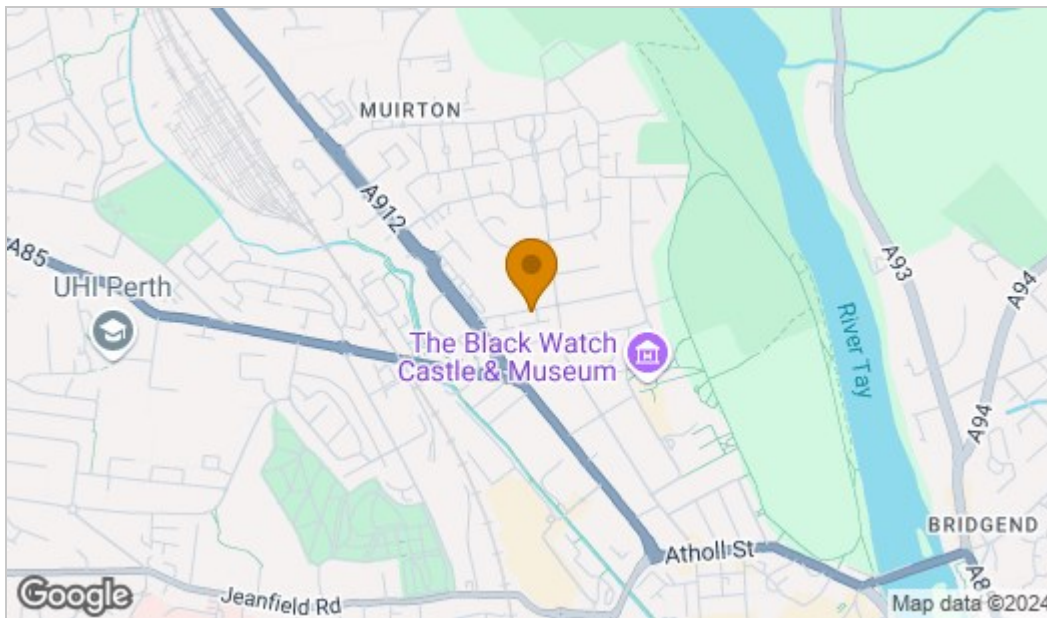 MUIRTON
A912
A85
UHI Perth
The Black Watch
Castle & Museum
River Tay
A93
A94
A94
BRIDGEND
Atholl St
Jeanfield Rd
Google
Map data ©2024